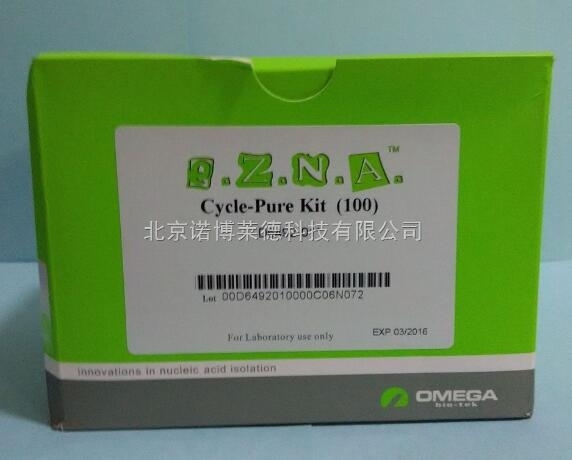 e.Z.N.A.™
Cycle-Pure Kit (100)
北京诺博莱德科技有限公司
Lot 00D6492010000C06N072
For Laboratory use only
EXP 03/2016
innovations in nucleic acid isolation
OMEGA
bio-tek